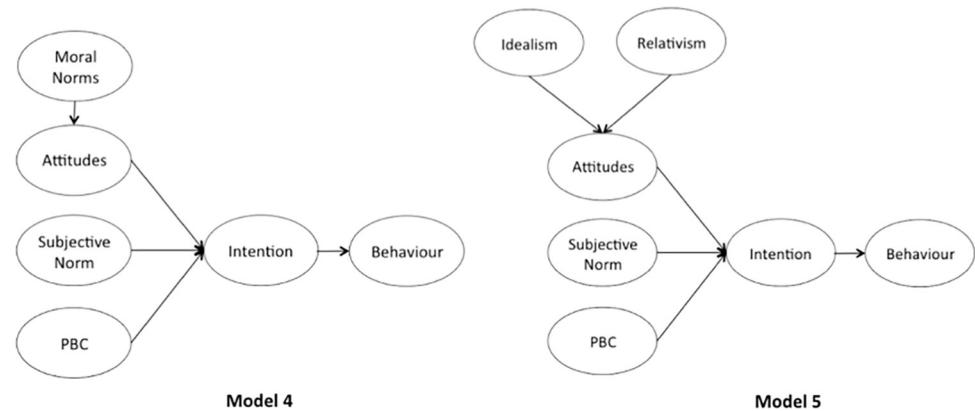 Moral
Norms
Attitudes
Subjective
Norm
PBC
Intention
Behaviour
Model 4
Idealism
Relativism
Attitudes
Subjective
Norm
PBC
Intention
Behaviour
Model 5